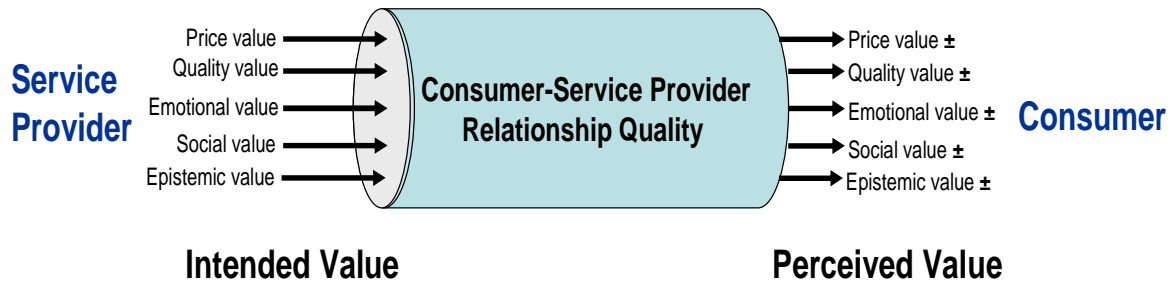 Service
Provider
Price value
Quality value
Emotional value
Social value
Epistemic value
Consumer-Service Provider
Relationship Quality
Price value ±
Quality value ±
Emotional value ±
Social value ±
Epistemic value ±
Consumer
Intended Value
Perceived Value